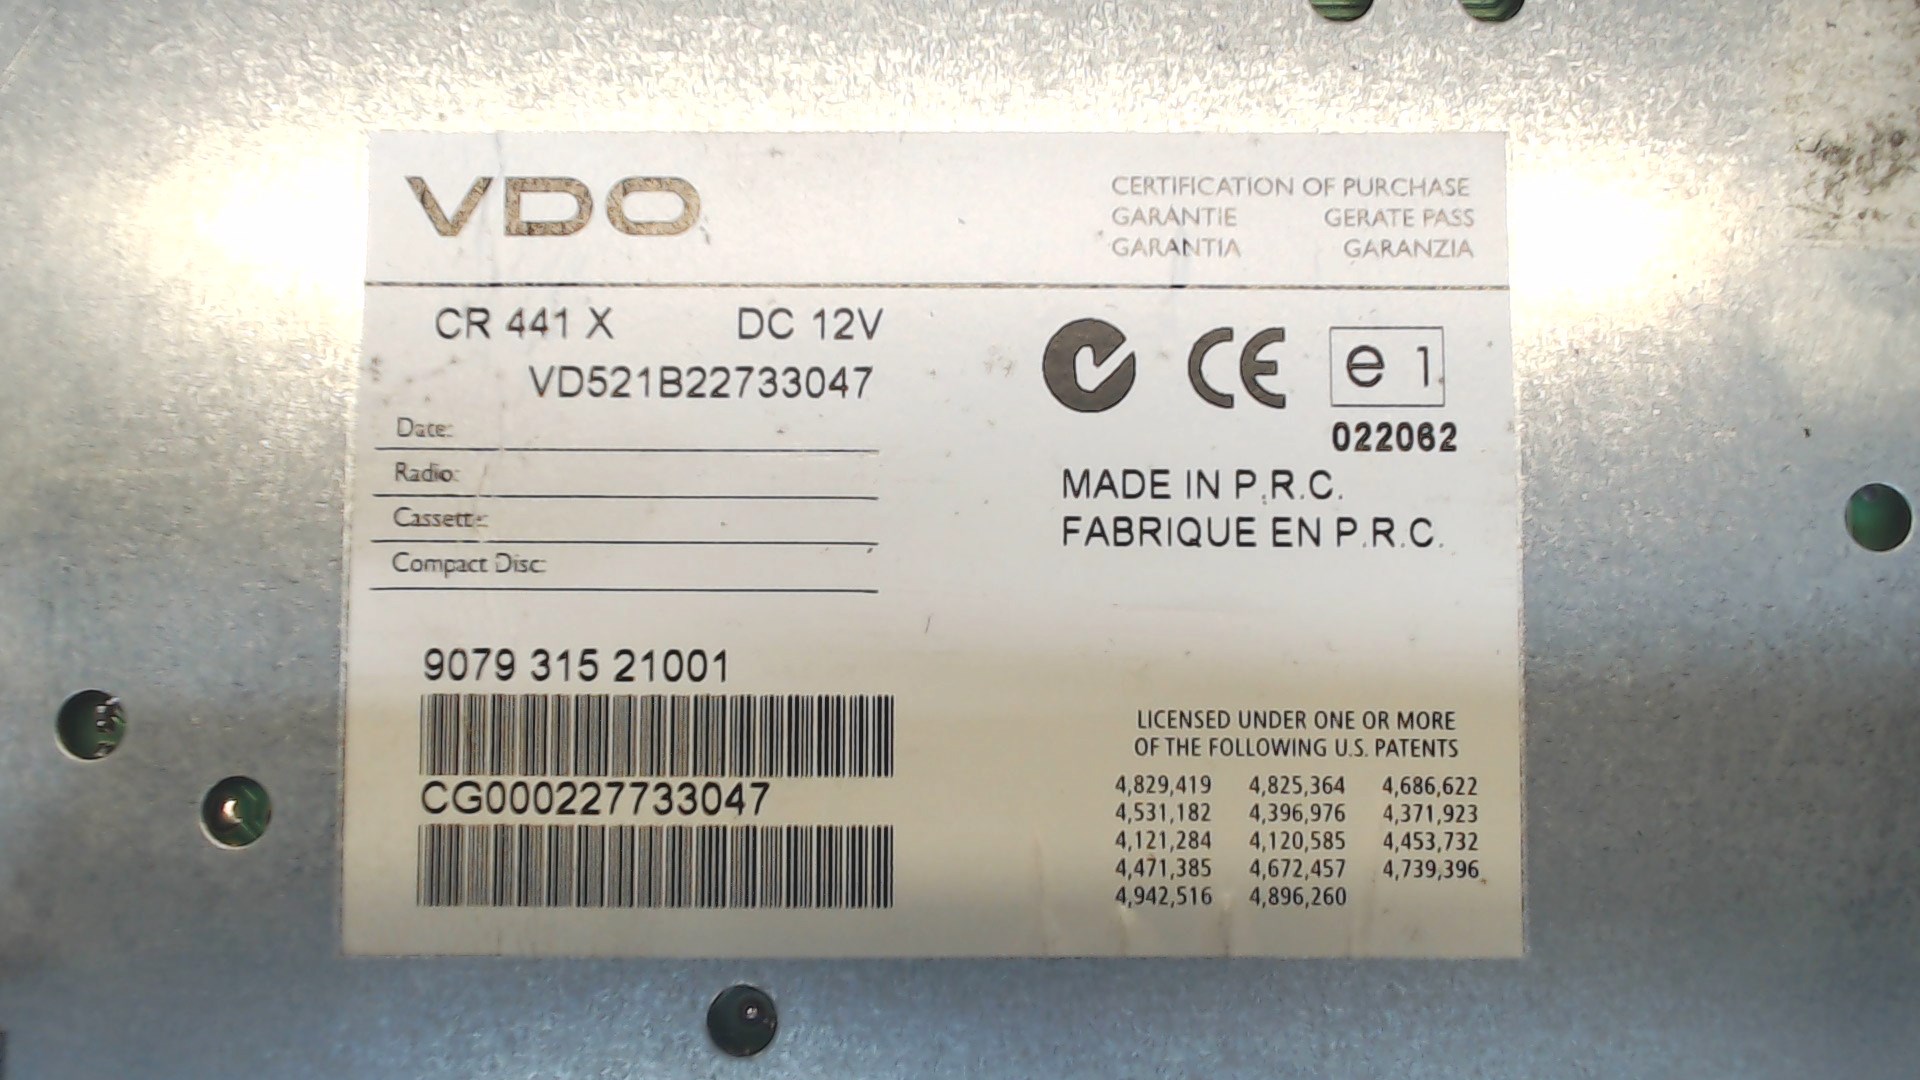 VDO
CERTIFICATION OF PURCHASE
GARANTIE GERATE PASS
GARANTIA GARANZIA
CR 441 X DC 12V
VD521B22733047
Date:
Radio:
Cassette:
Compact Disc:
CE
e 1
022062
MADE IN P.R.C.
FABRIQUE EN P.R.C.
9079 315 21001
CG000227733047
LICENSED UNDER ONE OR MORE
OF THE FOLLOWING U.S. PATENTS
4,829,419 4,825,364 4,686,622
4,531,182 4,396,976 4,371,923
4,121,284 4,120,585 4,453,732
4,471,385 4,672,457 4,739,396
4,942,516 4,896,260